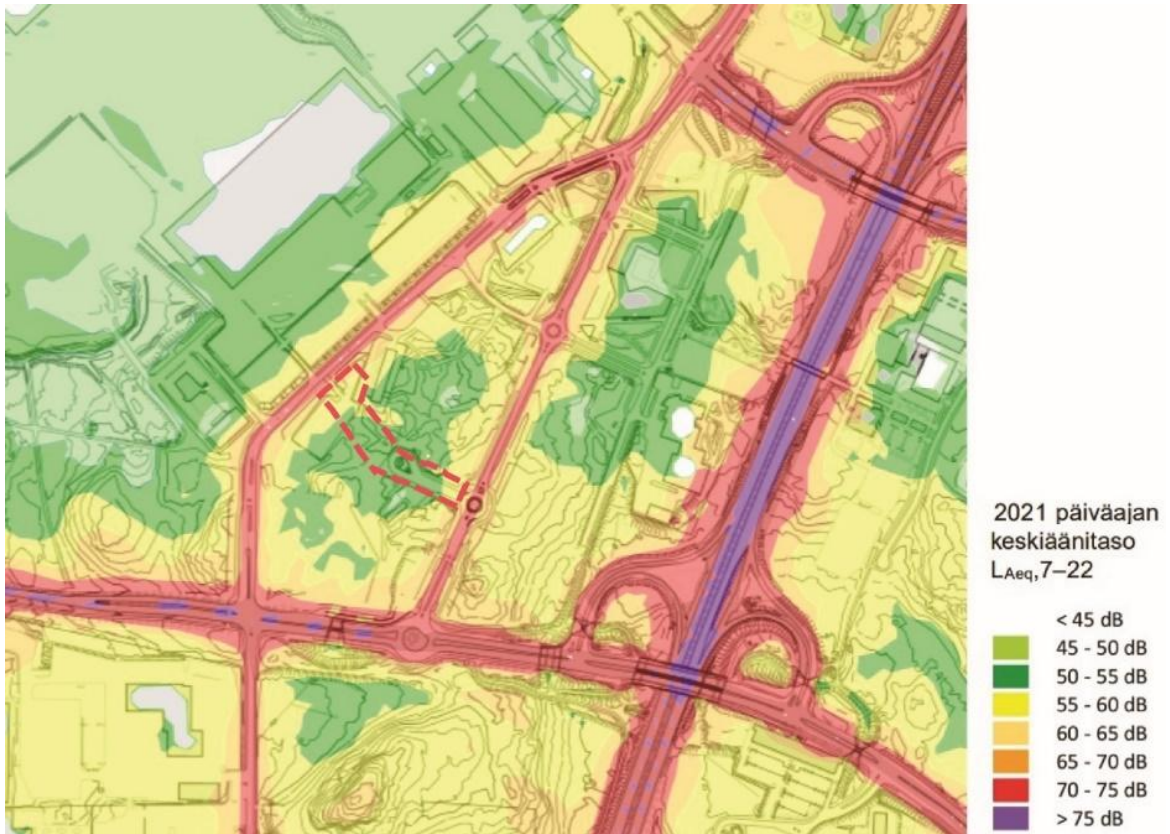 2021 päiväajan
keskiäänitaso
LAeq,7–22
< 45 dB
45 - 50 dB
50 - 55 dB
55 - 60 dB
60 - 65 dB
65 - 70 dB
70 - 75 dB
> 75 dB